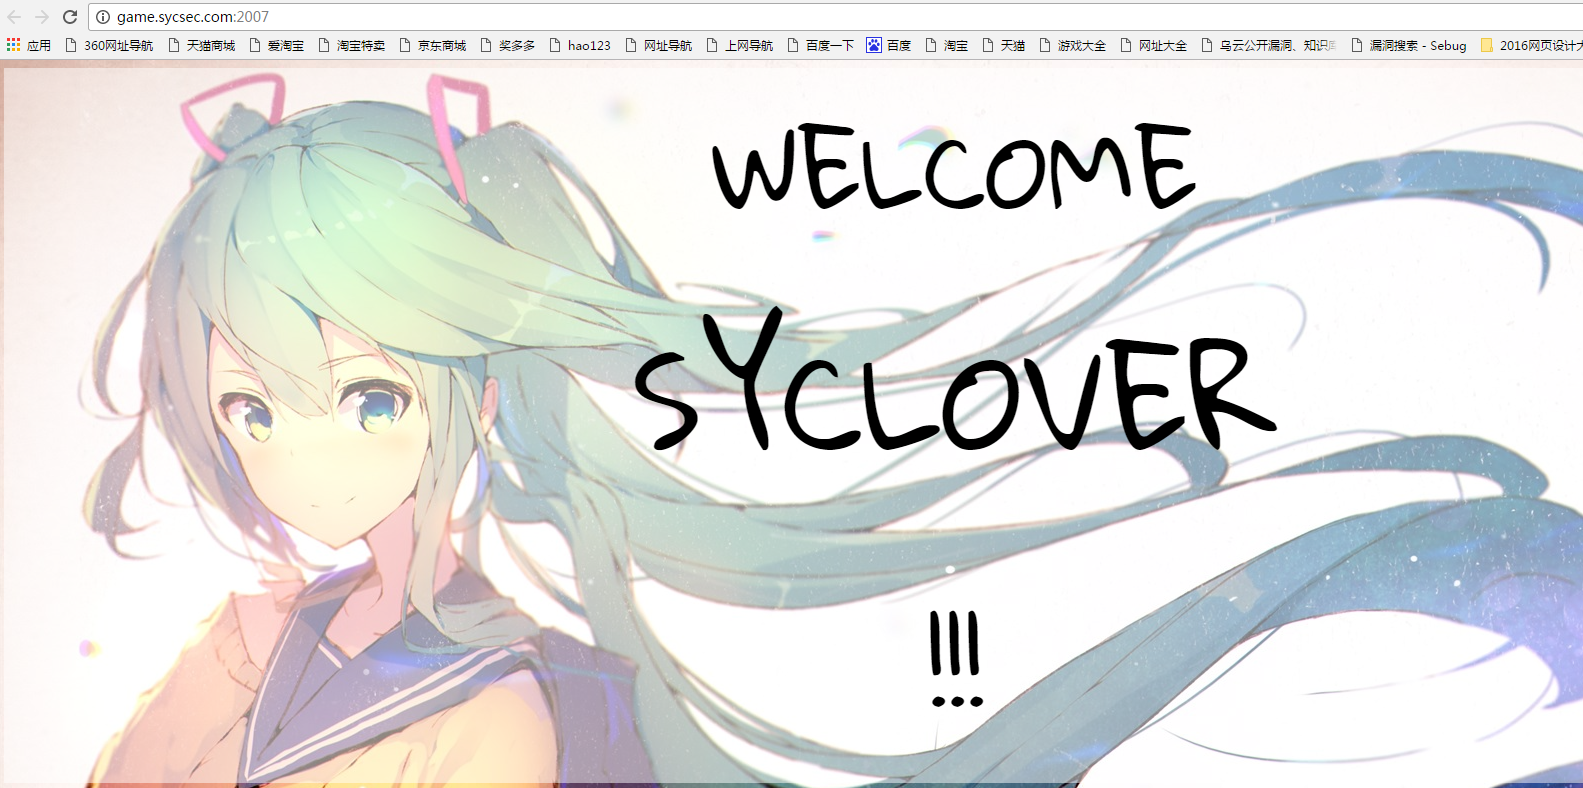 game.sycsec.com:2007
应用 360网址导航 天猫商城 爱淘宝 淘宝特卖 京东商城 奖多多 hao123 网址导航 上网导航 百度一下 百度 淘宝 天猫 游戏大全 网址大全 乌云公开漏洞、知识库 漏洞搜索 - Sebug 2016网页设计大
WELCOME
SYCLOVER
!!!